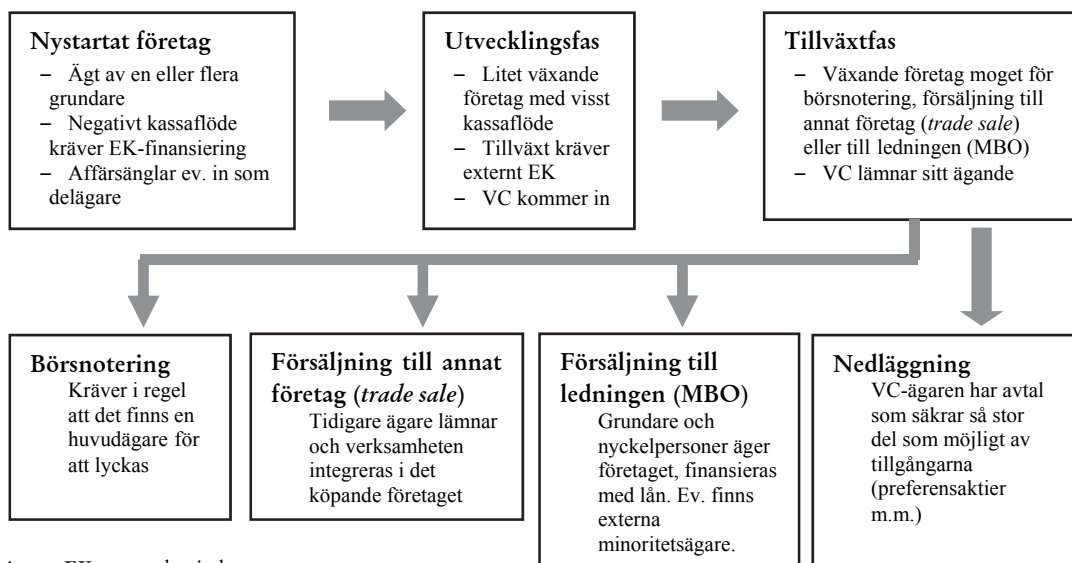 Nystartat företag
– Ägt av en eller flera
grundare
– Negativt kassaflöde
kräver EK-finansiering
– Affärsänglar ev. in som
delägare
Utvecklingsfas
– Litet växande
företag med visst
kassaflöde
– Tillväxt kräver
externt EK
– VC kommer in
Tillväxtfas
– Växande företag moget för
börsnotering, försäljning till
annat företag (trade sale)
eller till ledningen (MBO)
– VC lämnar sitt ägande
Börsnotering
Kräver i regel
att det finns en
huvudägare för
att lyckas
Försäljning till annat
företag (trade sale)
Tidigare ägare lämnar
och verksamheten
integreras i det
köpande företaget
Försäljning till
ledningen (MBO)
Grundare och
nyckelpersoner äger
företaget, finansieras
med lån. Ev. finns
externa
minoritetsägare.
Nedläggning
VC-ägaren har avtal
som säkrar så stor
del som möjligt av
tillgångarna
(preferensaktier
m.m.)